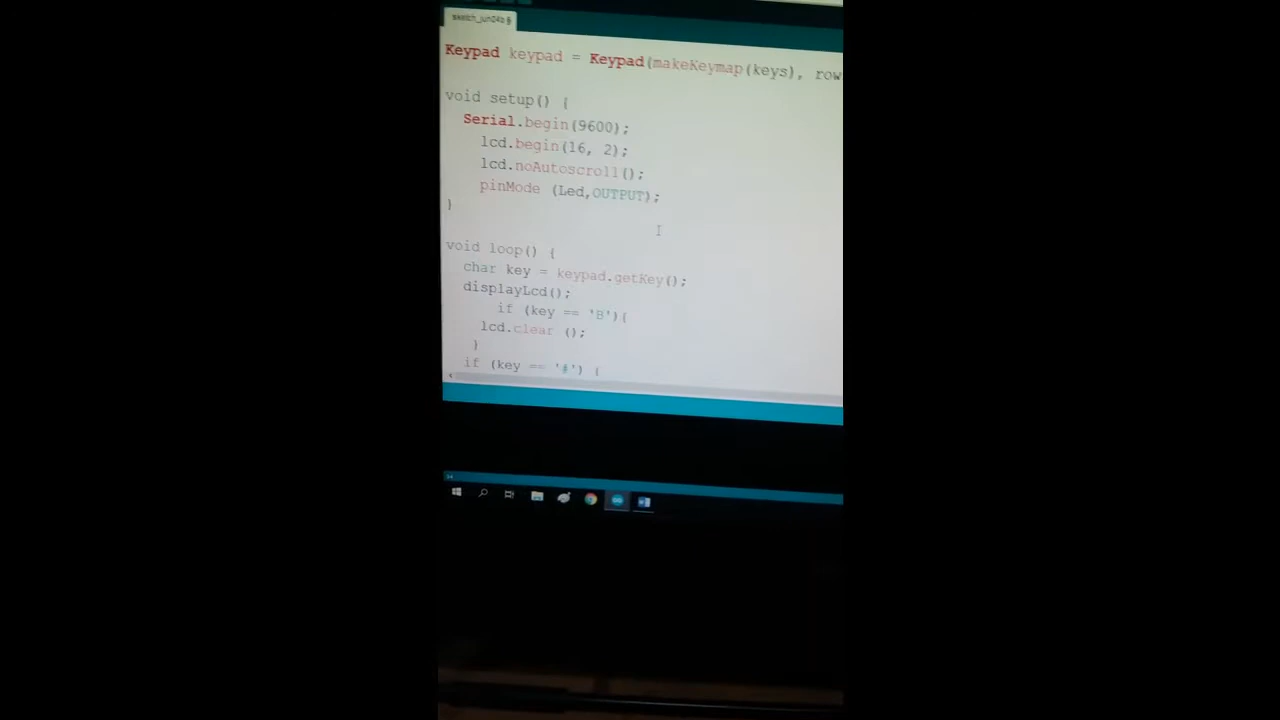 sketch_jun24b §
Keypad keypad = Keypad(makeKeymap(keys), row
void setup() {
Serial.begin(9600);
lcd.begin(16, 2);
lcd.noAutoscroll();
pinMode (Led,OUTPUT);
}
void loop() {
char key = keypad.getKey();
displayLcd();
if (key == 'B'){
lcd.clear ();
}
if (key == '#') {